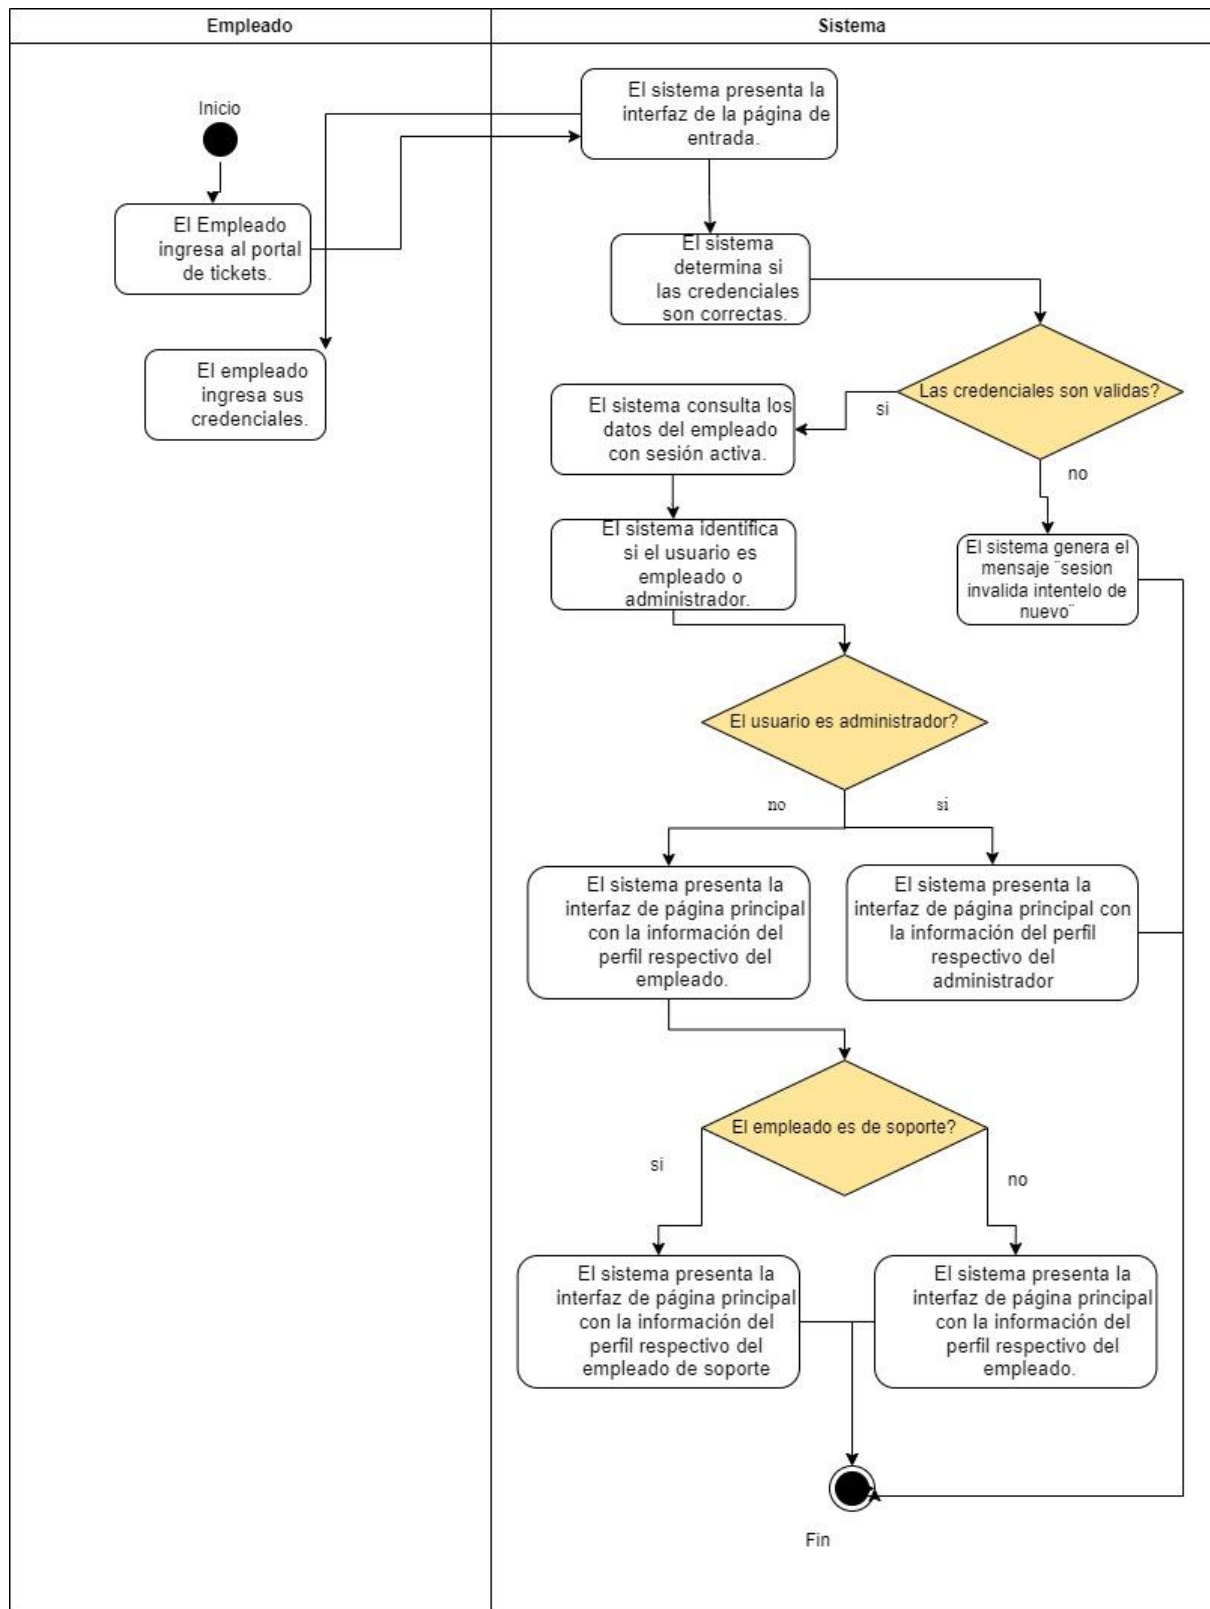 Empleado
Sistema
Inicio
El sistema presenta la
interfaz de la página de
entrada.
El Empleado
ingresa al portal
de tickets.
El sistema
determina si
las credenciales
son correctas.
El empleado
ingresa sus
credenciales.
Las credenciales son validas?
si
no
El sistema consulta los
datos del empleado
con sesión activa.
El sistema identifica
si el usuario es
empleado o
administrador.
El sistema genera el
mensaje ¨sesion
invalida intentelo de
nuevo¨
El usuario es administrador?
no
si
El sistema presenta la
interfaz de página principal
con la información del
perfil respectivo del
empleado.
El sistema presenta la
interfaz de página principal con
la información del perfil
respectivo del
administrador
El empleado es de soporte?
si
no
El sistema presenta la
interfaz de página principal
con la información del
perfil respectivo del
empleado de soporte
El sistema presenta la
interfaz de página principal
con la información del
perfil respectivo del
empleado.
Fin